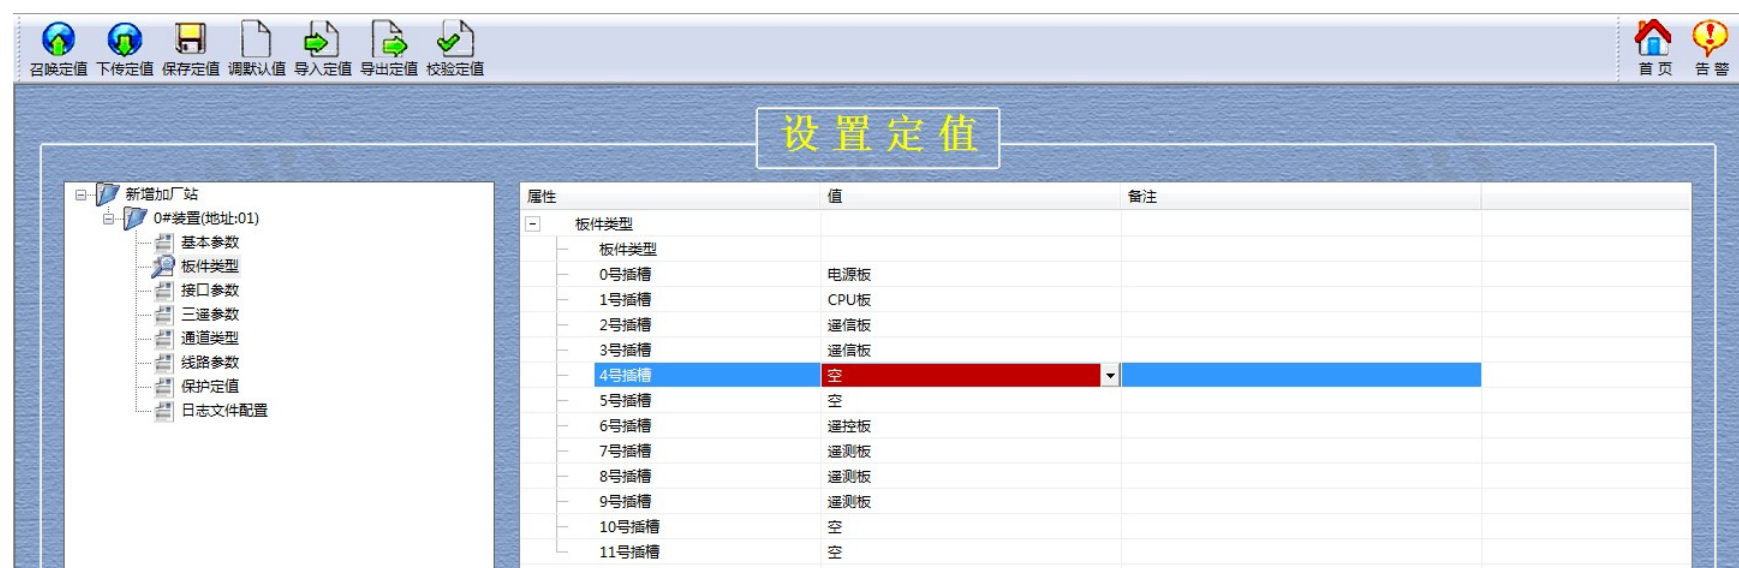 召唤定值 下传定值 保存定值 调默认值 导入定值 导出定值 校验定值 首页 告警
设置定值
新增加厂站
0#装置(地址:01)
基本参数
板件类型
接口参数
三遥参数
通道类型
线路参数
保护定值
日志文件配置
属性 值 备注
板件类型
板件类型
0号插槽 电源板
1号插槽 CPU板
2号插槽 遥信板
3号插槽 遥信板
4号插槽 空
5号插槽 空
6号插槽 遥控板
7号插槽 遥测板
8号插槽 遥测板
9号插槽 遥测板
10号插槽 空
11号插槽 空